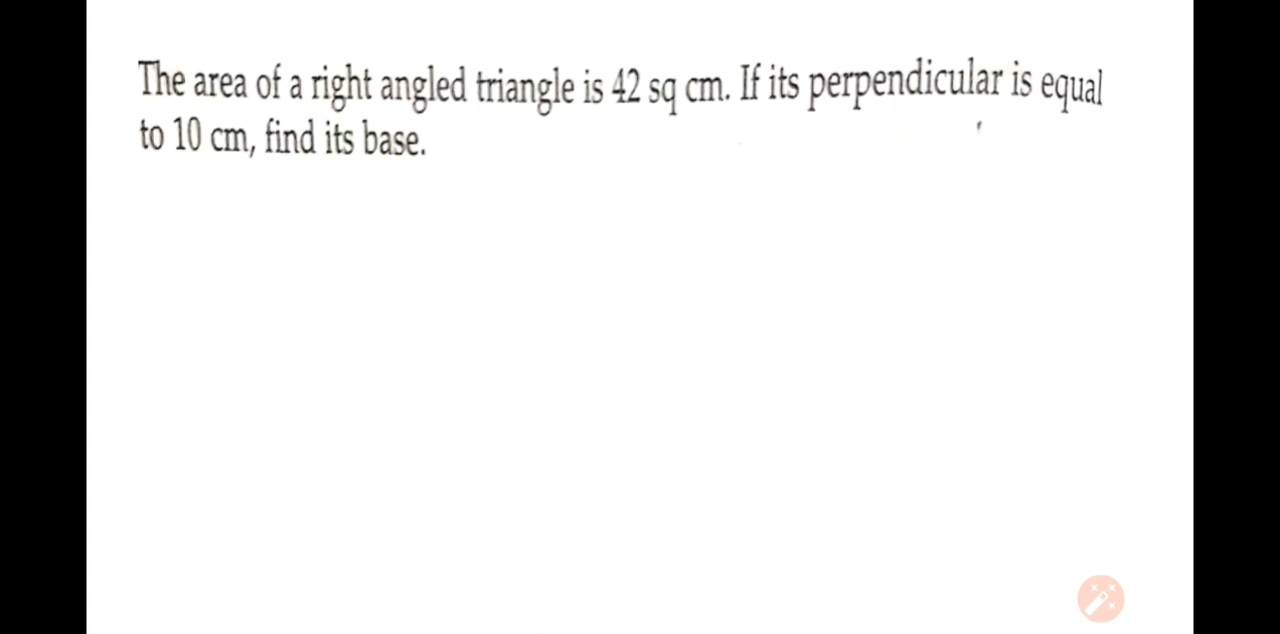 The area of a right angled triangle is 42 sq cm. If its perpendicular is equal
to 10 cm, find its base.